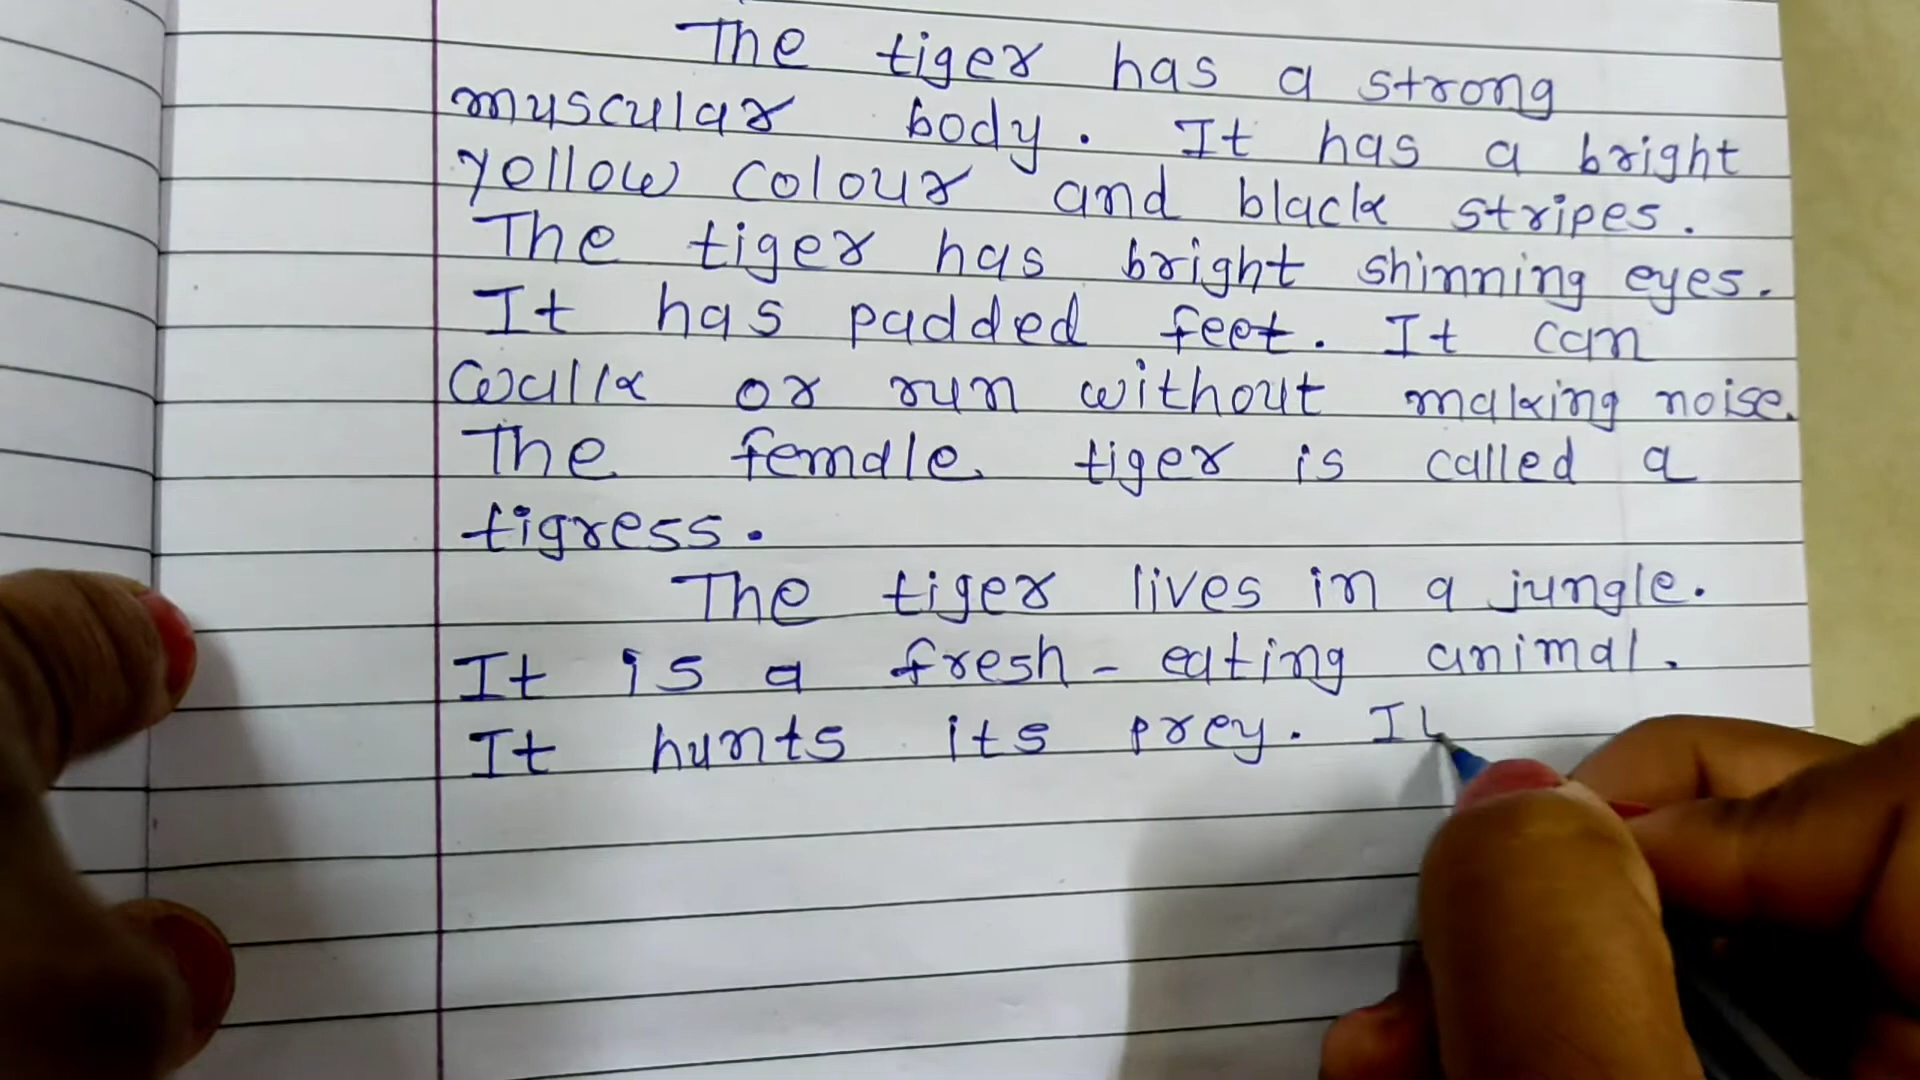 The tiger has a strong
muscular body. It has a bright
yellow colour and black stripes.
The tiger has bright shinning eyes.
It has padded feet. It can
walk or run without making noise.
The female tiger is called a
tigress.
The tiger lives in a jungle.
It is a fresh-eating animal.
It hunts its prey. I